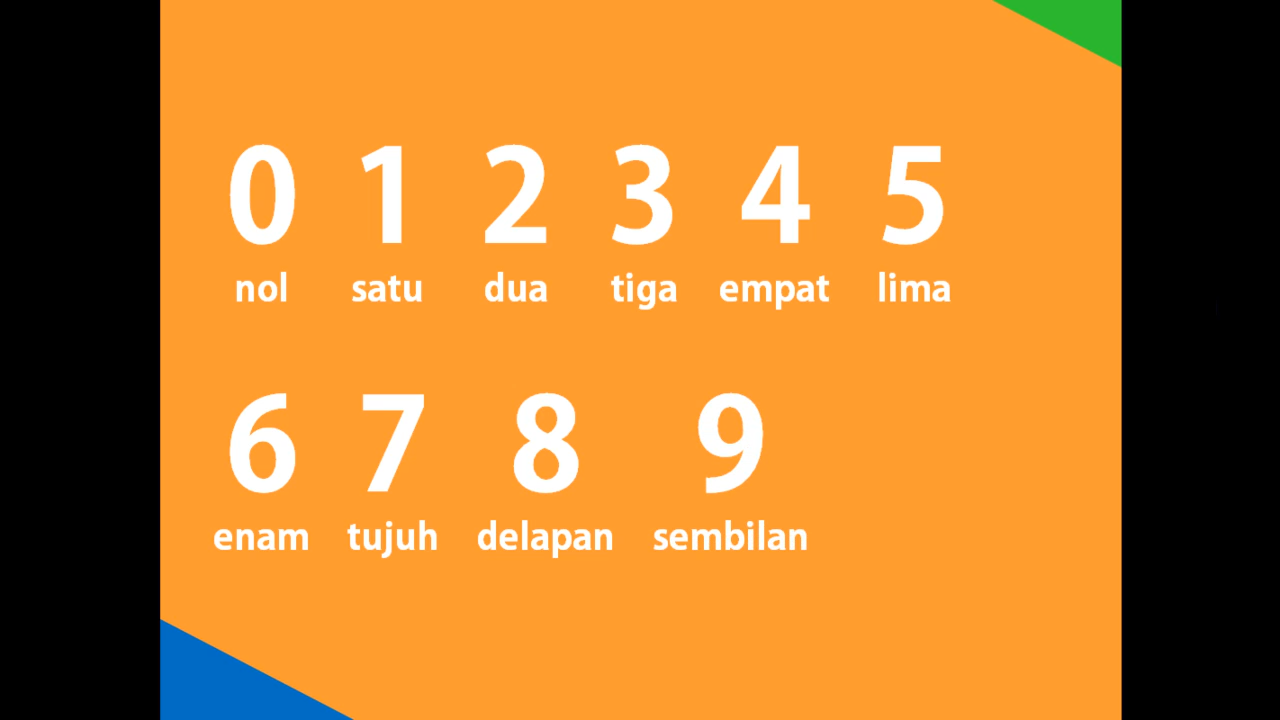 0 1 2 3 4 5
nol satu dua tiga empat lima
6 7 8 9
enam tujuh delapan sembilan